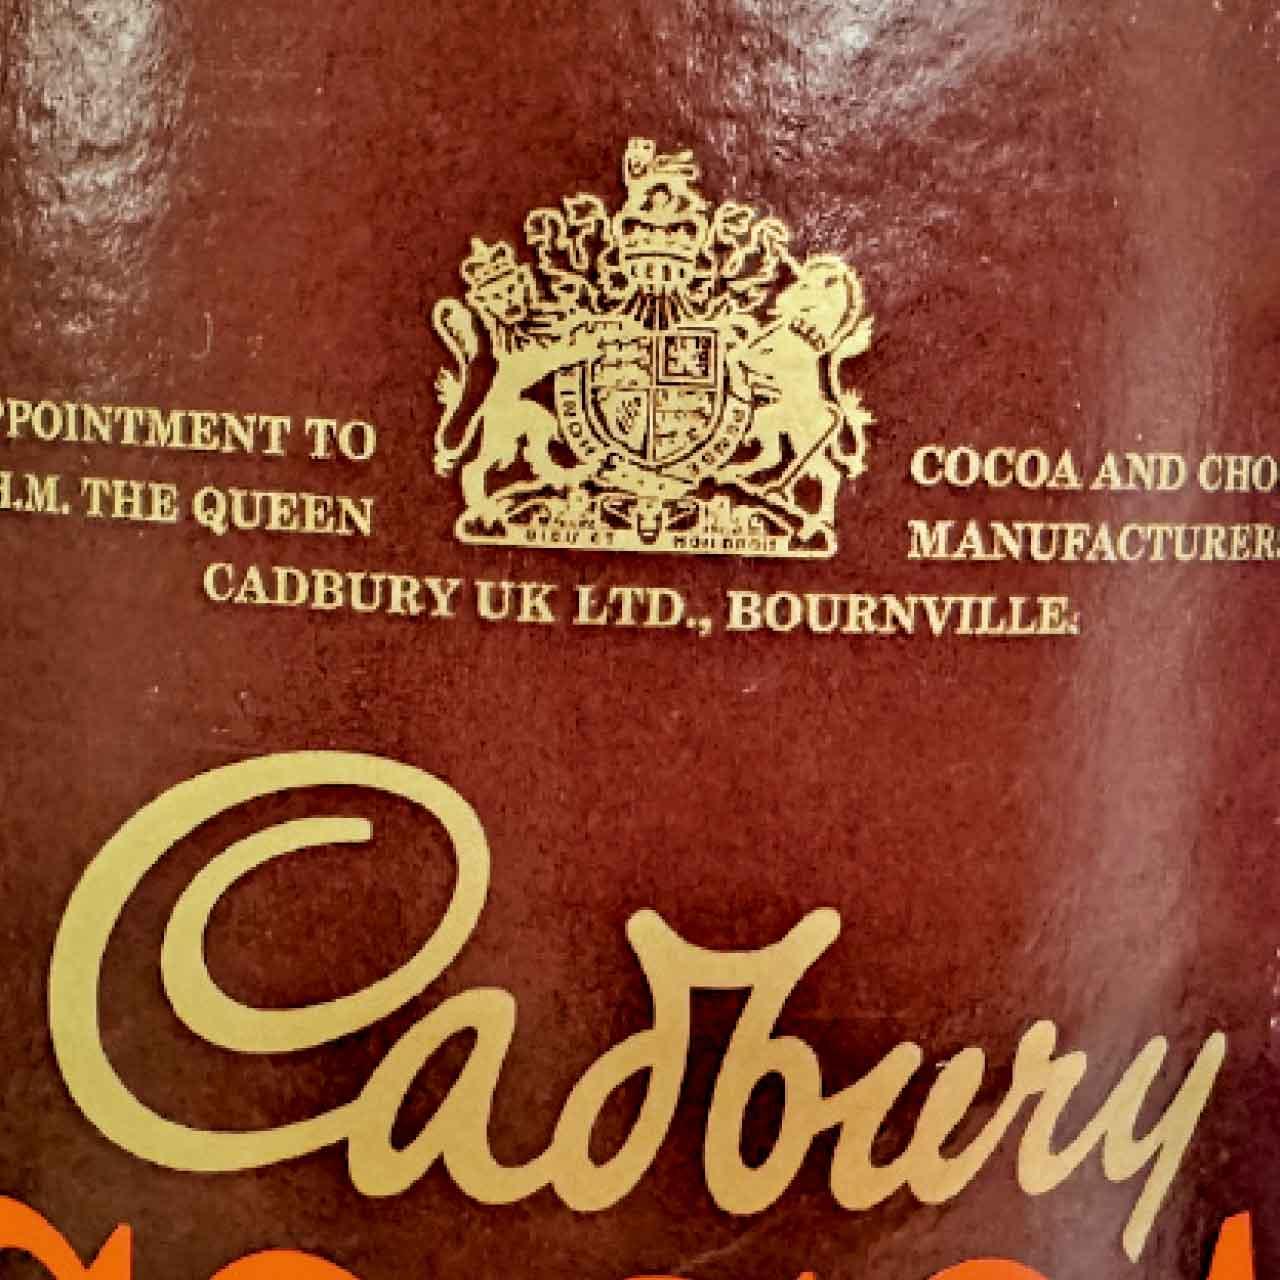 PPOINTMENT TO
H.M. THE QUEEN
COCOA AND CHO
MANUFACTURERS
CADBURY UK LTD., BOURNVILLE.
Cadbury